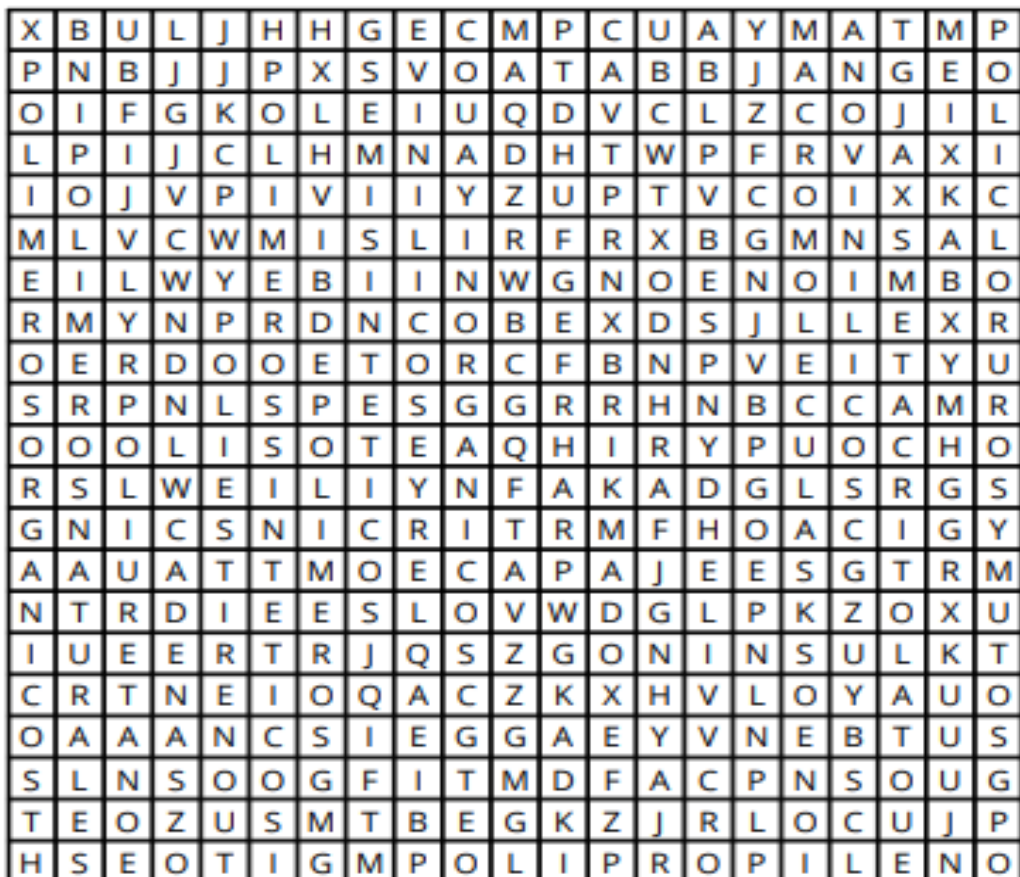 X B U L J H H G E C M P C U A Y M A T M P
P N B J J P X S V O A T A B B J A N G E O
O I F G K O L E I U Q D V C L Z C O J I L
L P I J C L H M N A D H T W P F R V A X I
I O J V P I V I I Y Z U P T V C O I X K C
M L V C W M I S L I R F R X B G M N S A L
E I L W Y E B I I N W G N O E N O I M B O
R M Y N P R D N C O B E X D S J L L E X R
O E R D O O E T O R C F B N P V E I T Y U
S R P N L S P E S G G R R H N B C C A M R
O O O L I S O T E A Q H I R Y P U O C H O
R S L W E I L I Y N F A K A D G L S R G S
G N I C S N I C R I T R M F H O A C I G Y
A A U A T T M O E C A P A J E E S G T R M
N T R D I E E S L O V W D G L P K Z O X U
I U E E R T R J Q S Z G O N I N S U L K T
C R T N E I O Q A C Z K X H V L O Y A U O
O A A A N C S I E G G A E Y V N E B T U S
S L N S O O G F I T M D F A C P N S O U G
T E O Z U S M T B E G K Z J R L O C U J P
H S E O T I G M P O L I P R O P I L E N O